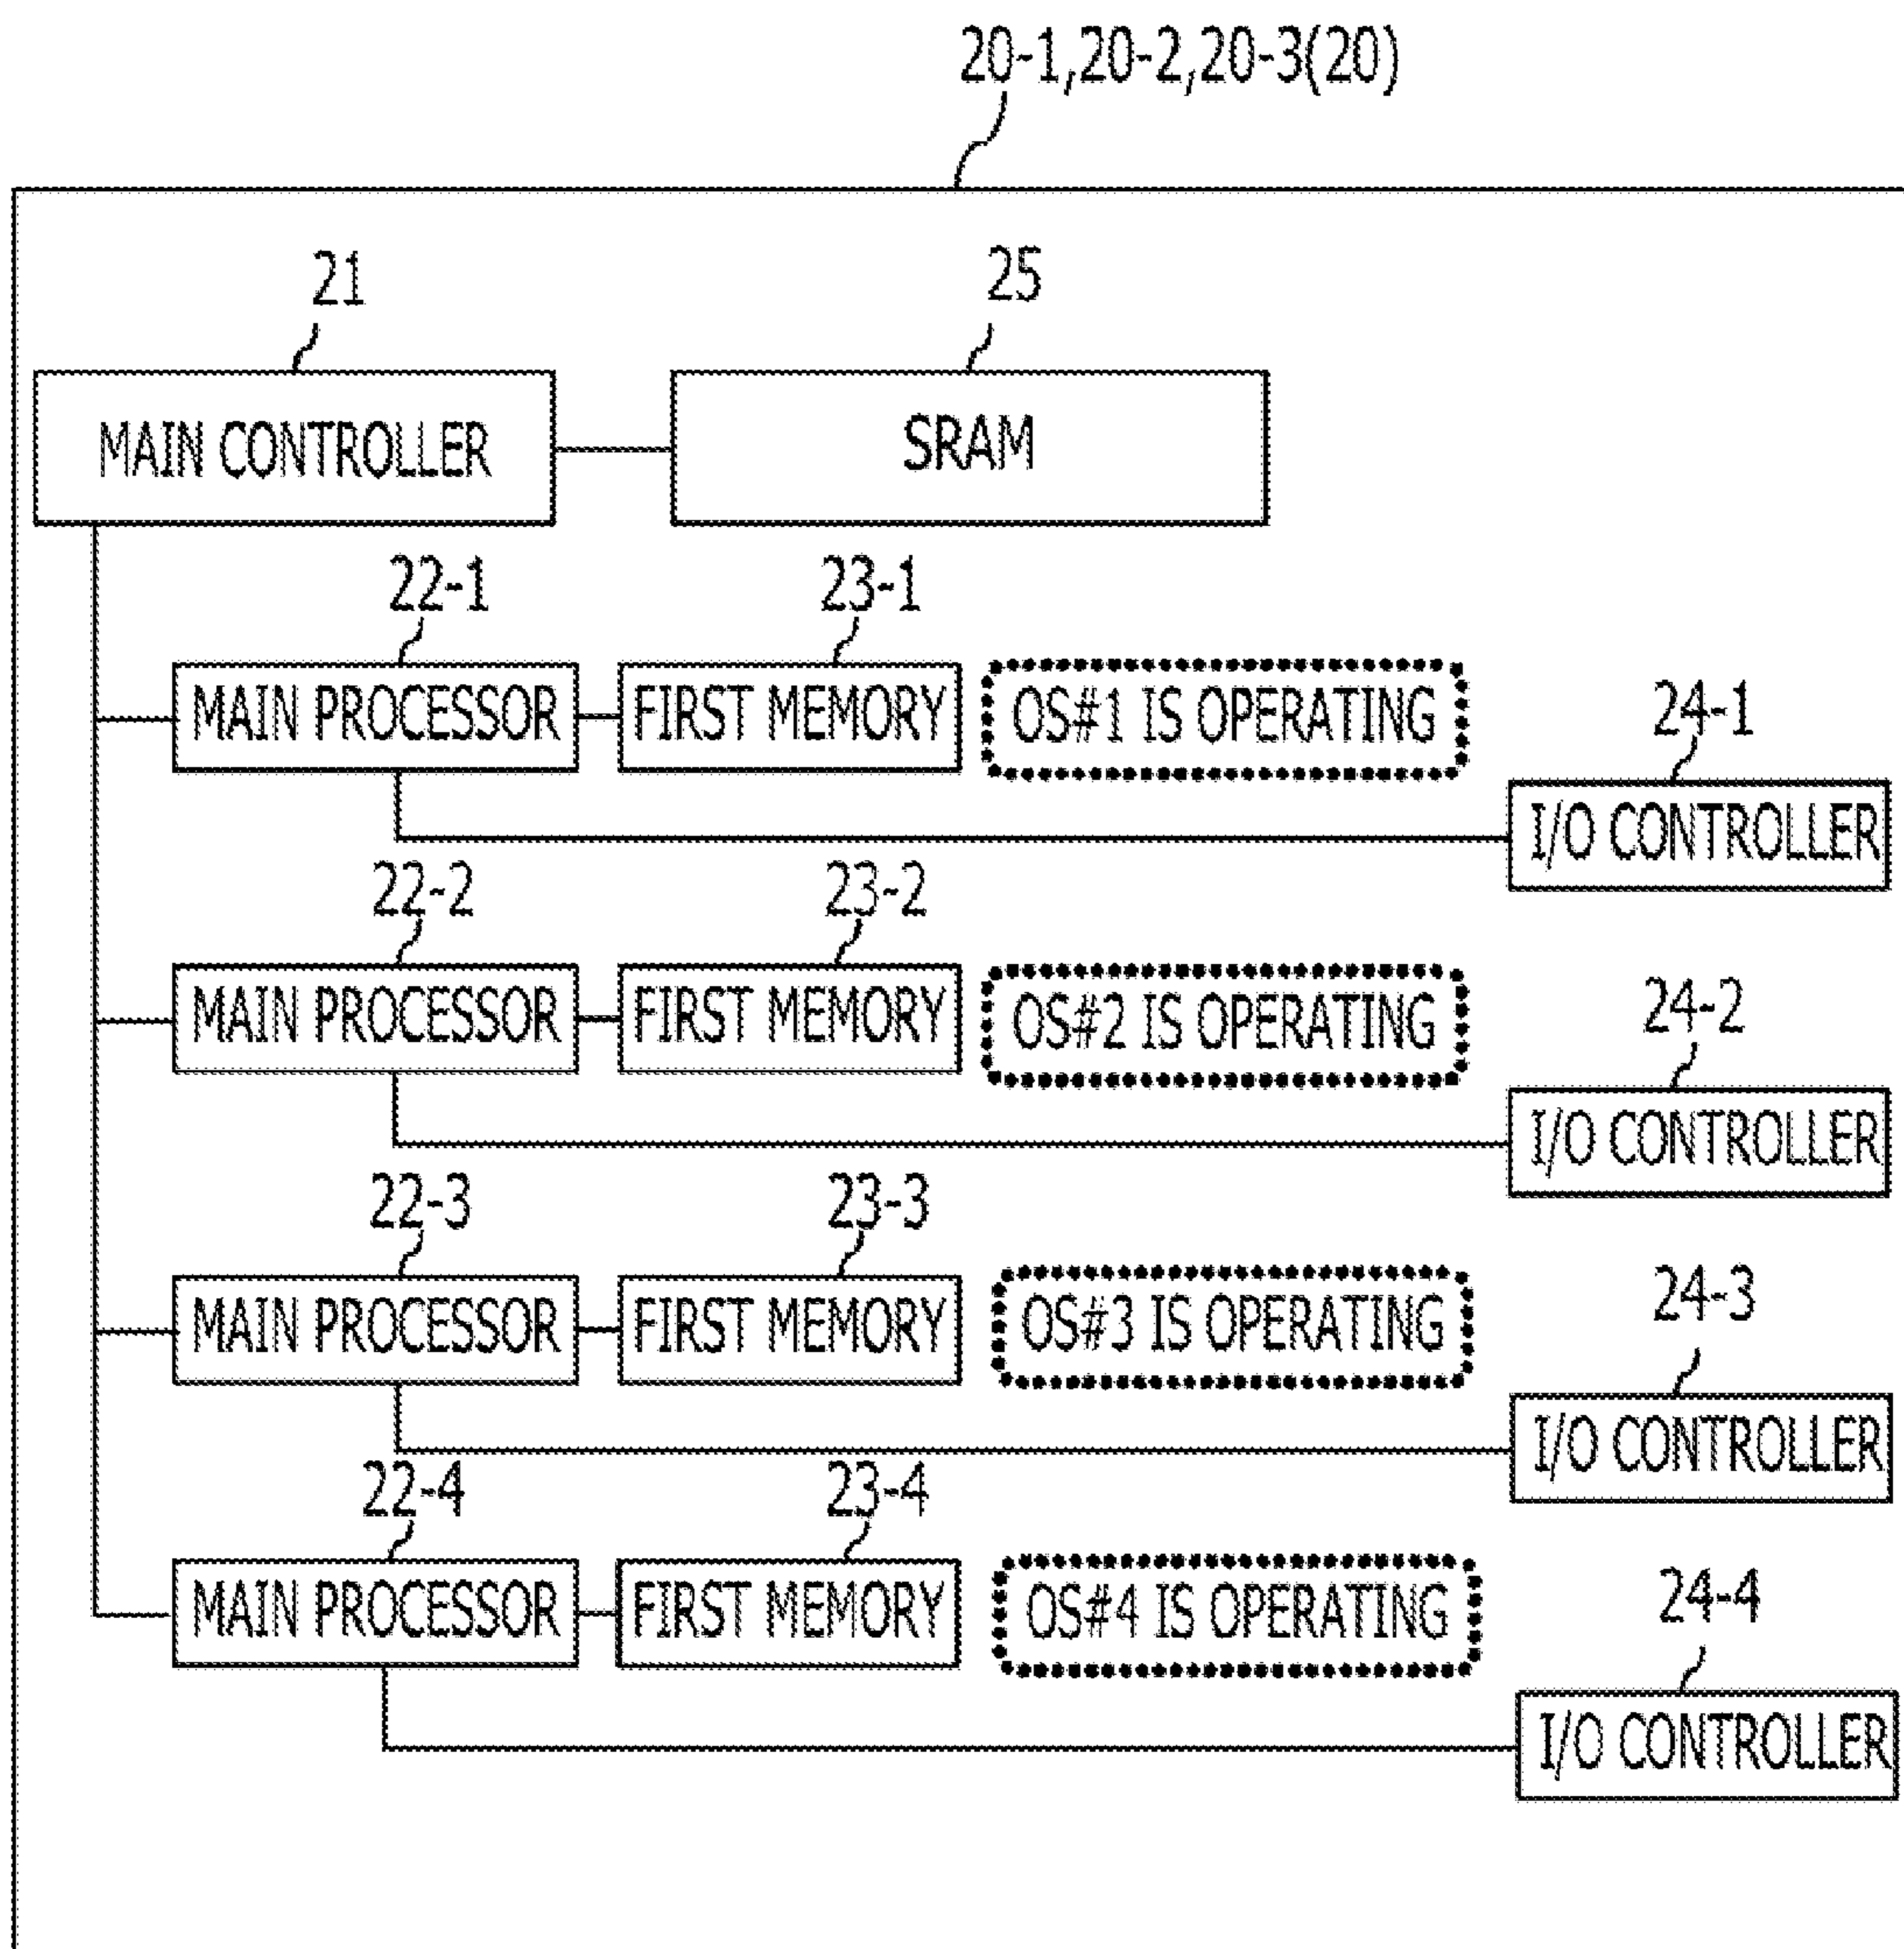 20-1,20-2,20-3(20)
21
25
MAIN CONTROLLER
SRAM
22-1
23-1
MAIN PROCESSOR
FIRST MEMORY
OS#1 IS OPERATING
24-1
I/O CONTROLLER
22-2
23-2
MAIN PROCESSOR
FIRST MEMORY
OS#2 IS OPERATING
24-2
I/O CONTROLLER
22-3
23-3
MAIN PROCESSOR
FIRST MEMORY
OS#3 IS OPERATING
24-3
I/O CONTROLLER
22-4
23-4
MAIN PROCESSOR
FIRST MEMORY
OS#4 IS OPERATING
24-4
I/O CONTROLLER